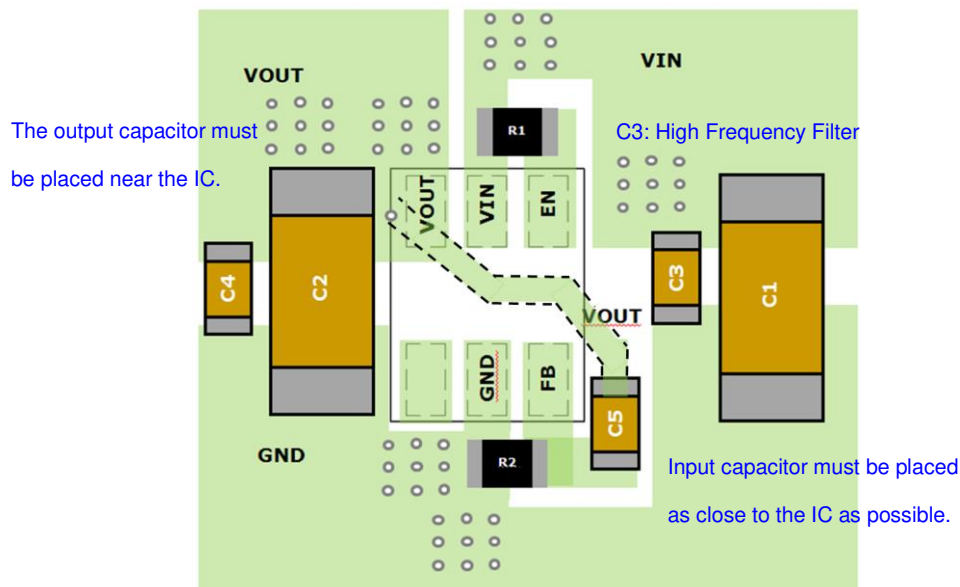 VOUT
VIN
The output capacitor must
be placed near the IC.
R1
C3: High Frequency Filter
VOUT
VIN
EN
C4
C2
C3
C1
VOUT
GND
FB
C5
GND
R2
Input capacitor must be placed
as close to the IC as possible.